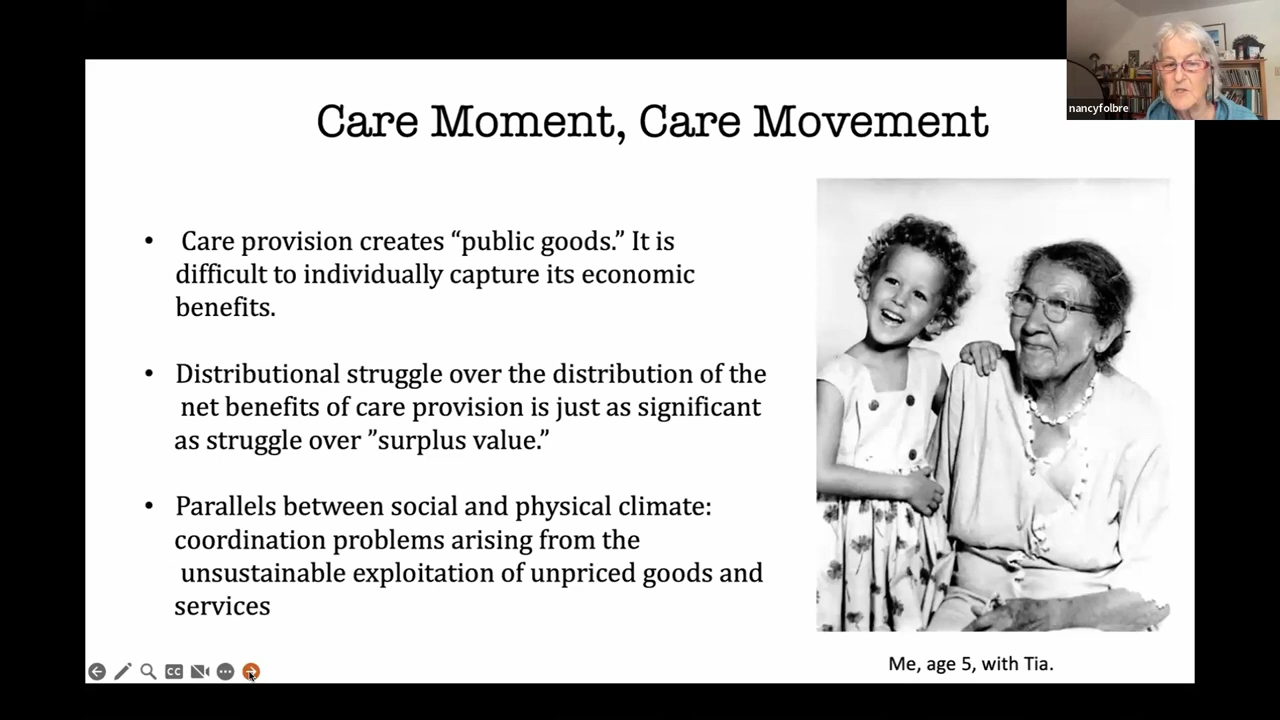 nancyfolbre
Care Moment, Care Movement
• Care provision creates “public goods.” It is
difficult to individually capture its economic
benefits.
• Distributional struggle over the distribution of the
net benefits of care provision is just as significant
as struggle over ”surplus value.”
• Parallels between social and physical climate:
coordination problems arising from the
unsustainable exploitation of unpriced goods and
services
Me, age 5, with Tia.
CC